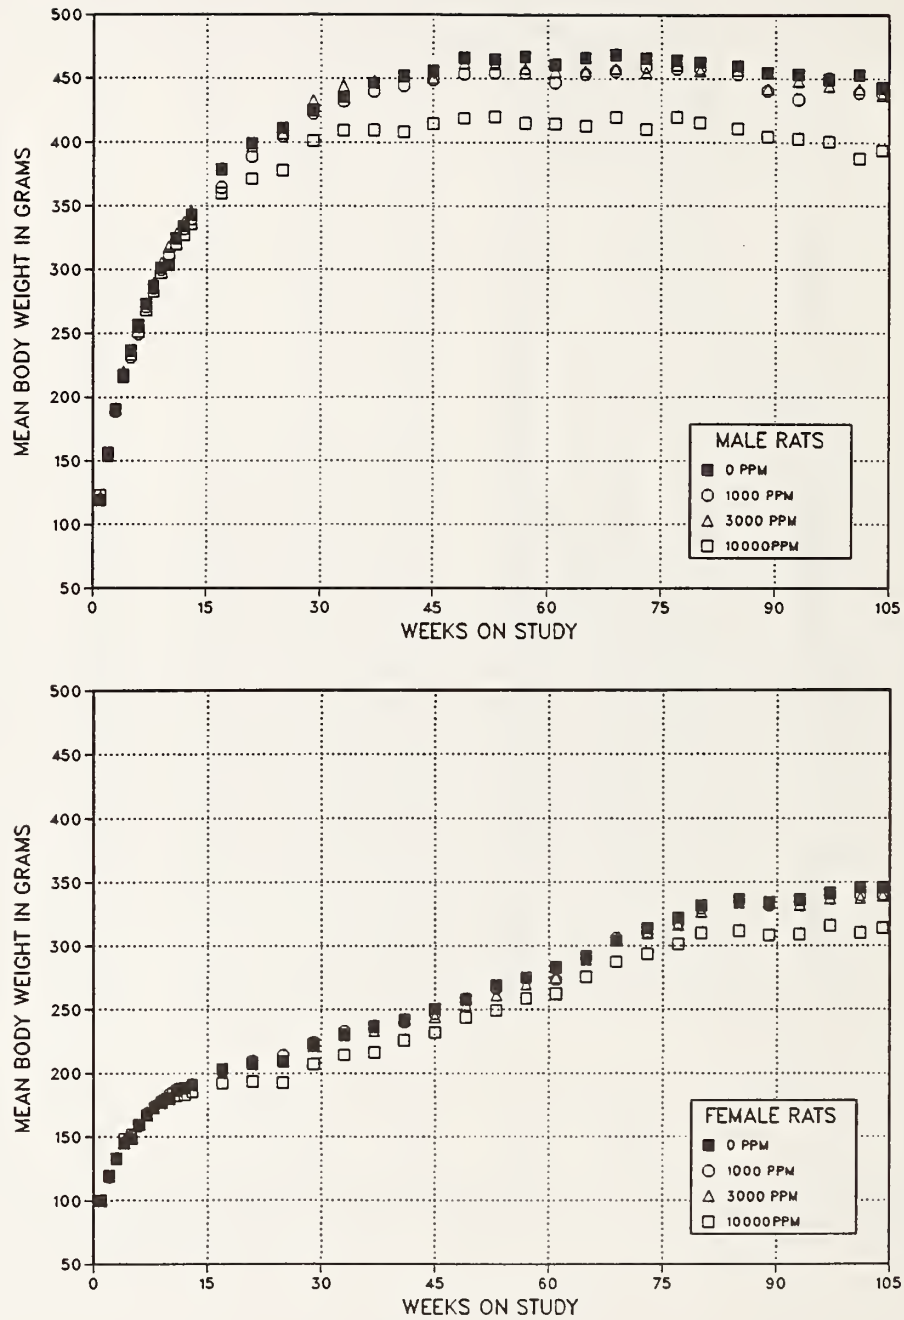 500
450
400
350
300
250
200
150
100
50
MEAN BODY WEIGHT IN GRAMS
MALE RATS
0 PPM
1000 PPM
3000 PPM
10000PPM
0 15 30 45 60 75 90 105
WEEKS ON STUDY
500
450
400
350
300
250
200
150
100
50
MEAN BODY WEIGHT IN GRAMS
FEMALE RATS
0 PPM
1000 PPM
3000 PPM
10000PPM
0 15 30 45 60 75 90 105
WEEKS ON STUDY